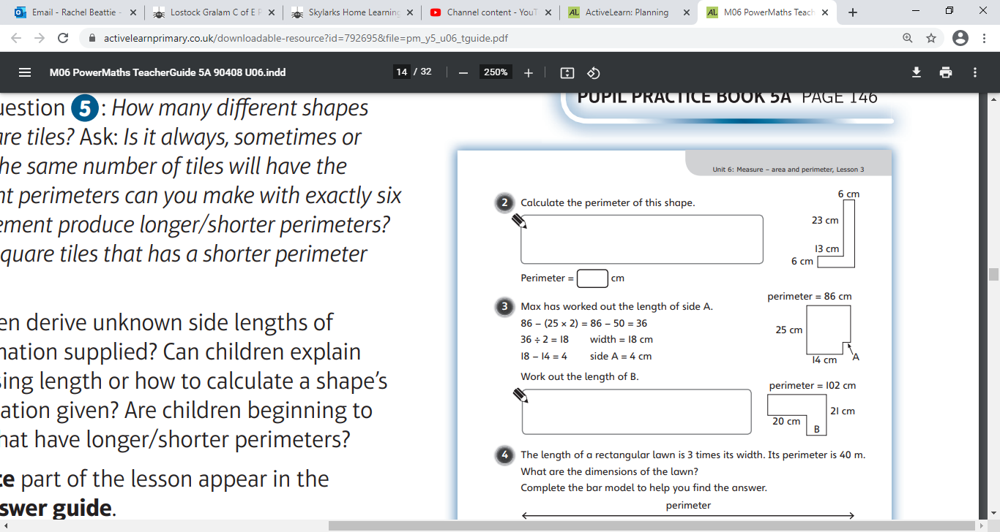 Email - Rachel Beattie -
Lostock Gralam C of E P
Skylarks Home Learning
Channel content - YouT
ActiveLearn: Planning
M06 PowerMaths Teach
activelearnprimary.co.uk/downloadable-resource?id=792695&file=pm_y5_u06_tguide.pdf
M06 PowerMaths TeacherGuide 5A 90408 U06.indd
14 / 32
250%
uestion 5 : How many different shapes
are tiles? Ask: Is it always, sometimes or
he same number of tiles will have the
nt perimeters can you make with exactly six
ement produce longer/shorter perimeters?
quare tiles that has a shorter perimeter
en derive unknown side lengths of
mation supplied? Can children explain
sing length or how to calculate a shape's
ation given? Are children beginning to
hat have longer/shorter perimeters?
te part of the lesson appear in the
swer guide.
PUPIL PRACTICE BOOK 5A PAGE 146
Unit 6: Measure – area and perimeter, Lesson 3
2 Calculate the perimeter of this shape.
6 cm
23 cm
13 cm
6 cm
Perimeter = cm
3 Max has worked out the length of side A.
86 – (25 × 2) = 86 – 50 = 36
36 ÷ 2 = 18 width = 18 cm
18 – 14 = 4 side A = 4 cm
perimeter = 86 cm
25 cm
14 cm A
Work out the length of B.
perimeter = 102 cm
21 cm
20 cm
B
4 The length of a rectangular lawn is 3 times its width. Its perimeter is 40 m.
What are the dimensions of the lawn?
Complete the bar model to help you find the answer.
perimeter